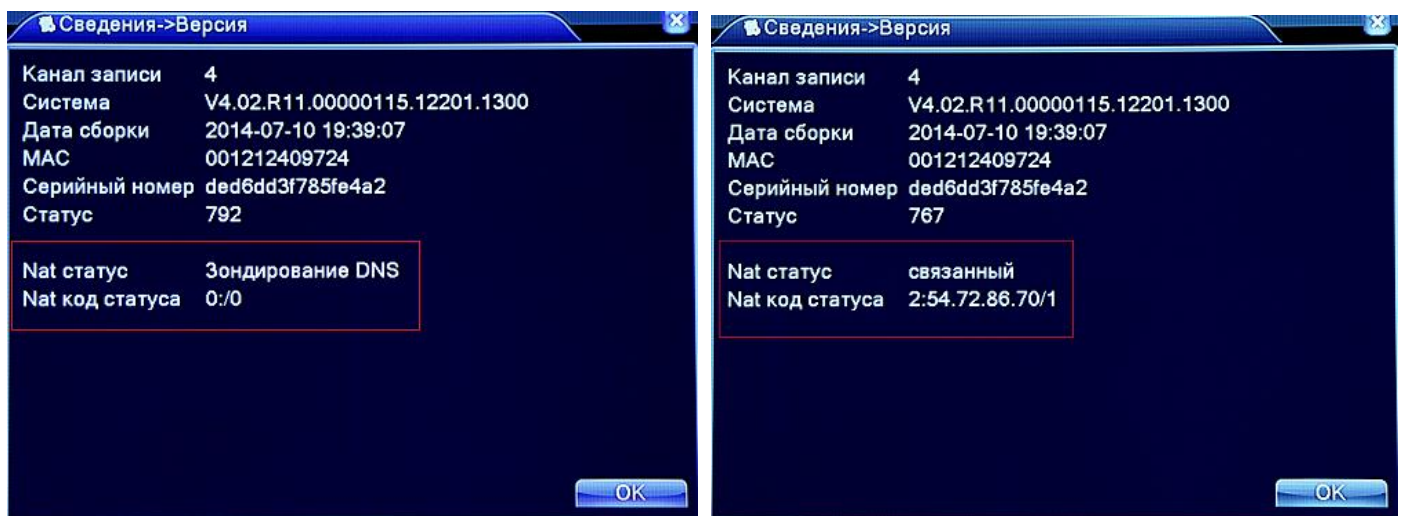 Сведения->Версия
Канал записи 4
Система V4.02.R11.00000115.12201.1300
Дата сборки 2014-07-10 19:39:07
MAC 001212409724
Серийный номер ded6dd3f785fe4a2
Статус 792
Nat статус Зондирование DNS
Nat код статуса 0:/0
OK
Сведения->Версия
Канал записи 4
Система V4.02.R11.00000115.12201.1300
Дата сборки 2014-07-10 19:39:07
MAC 001212409724
Серийный номер ded6dd3f785fe4a2
Статус 767
Nat статус связанный
Nat код статуса 2:54.72.86.70/1
OK